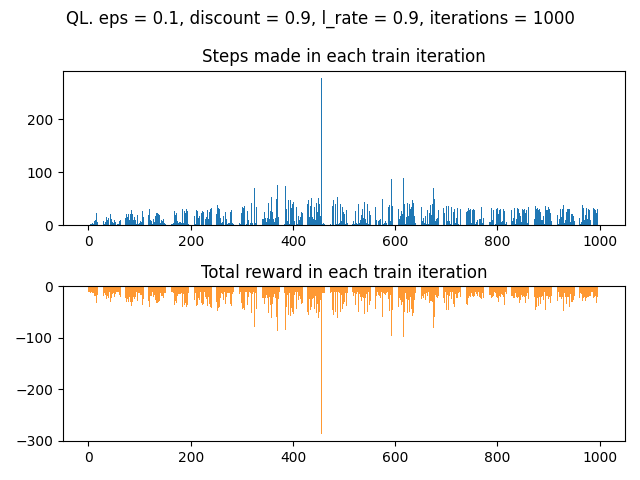 QL. eps = 0.1, discount = 0.9, l_rate = 0.9, iterations = 1000
Steps made in each train iteration
200
100
0
0 200 400 600 800 1000
Total reward in each train iteration
0
−100
−200
−300
0 200 400 600 800 1000